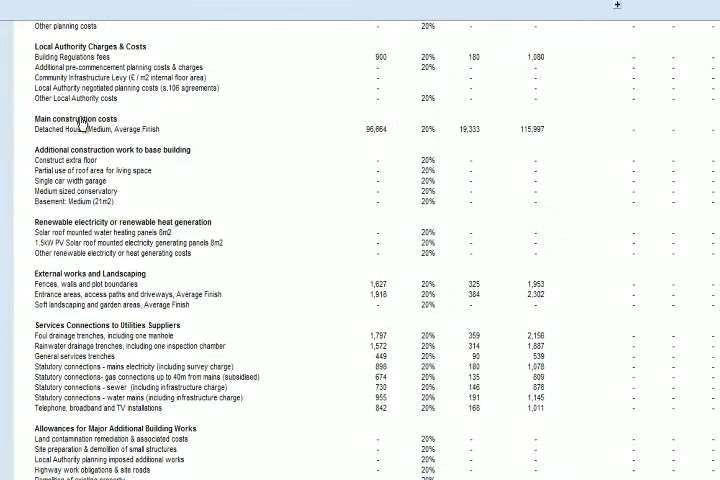 Other planning costs - 20% - - - - -
Local Authority Charges & Costs
Building Regulations fees 900 20% 180 1,080 - - -
Additional pre-commencement planning costs & charges - 20% - - - - -
Community Infrastructure Levy (£ / m2 internal floor area) - - - - - -
Local Authority negotiated planning costs (s.106 agreements) - - - - - -
Other Local Authority costs - 20% - - - - -
Main construction costs
Detached House Medium, Average Finish 96,664 20% 19,333 115,997 - - -
Additional construction work to base building
Construct extra floor - 20% - - - - -
Partial use of roof area for living space - 20% - - - - -
Single car width garage - 20% - - - - -
Medium sized conservatory - 20% - - - - -
Basement: Medium (21m2) - 20% - - - - -
Renewable electricity or renewable heat generation
Solar roof mounted water heating panels 8m2 - 20% - - - - -
1.5kW PV Solar roof mounted electricity generating panels 8m2 - 20% - - - - -
Other renewable electricity or heat generating costs - 20% - - - - -
External works and Landscaping
Fences, walls and plot boundaries 1,627 20% 325 1,953 - - -
Entrance areas, access paths and driveways, Average Finish 1,918 20% 384 2,302 - - -
Soft landscaping and garden areas, Average Finish - 20% - - - - -
Services Connections to Utilities Suppliers
Foul drainage trenches, including one manhole 1,797 20% 359 2,156 - - -
Rainwater drainage trenches, including one inspection chamber 1,572 20% 314 1,887 - - -
General services trenches 449 20% 90 539 - - -
Statutory connections - mains electricity (including survey charge) 898 20% 180 1,078 - - -
Statutory connections- gas connections up to 40m from mains (subsidised) 674 20% 135 809 - - -
Statutory connections - sewer (including infrastructure charge) 730 20% 146 876 - - -
Statutory connections - water mains (including infrastructure charge) 955 20% 191 1,145 - - -
Telephone, broadband and TV installations 842 20% 168 1,011 - - -
Allowances for Major Additional Building Works
Land contamination remediation & associated costs - 20% - - - - -
Site preparation & demolition of small structures - 20% - - - - -
Local Authority planning imposed additional works - 20% - - - - -
Highway work obligations & site roads - 20% - - - - -
Demolition of existing property 20%